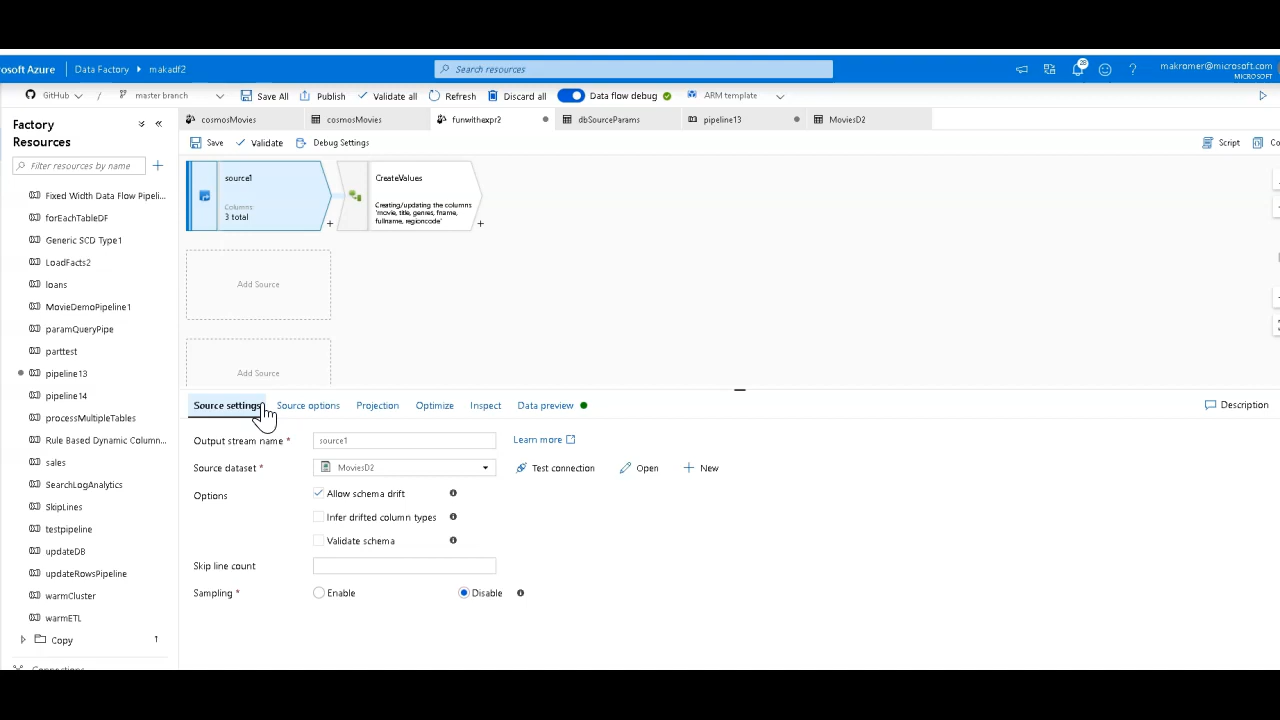 osoft Azure
Data Factory
makadf2
Search resources
28
?
makromer@microsoft.com
MICROSOFT
GitHub
/
master branch
Save All
Publish
Validate all
Refresh
Discard all
Data flow debug
ARM template
Factory
Resources
«
cosmosMovies
cosmosMovies
funwithexpr2
dbSourceParams
pipeline13
MoviesD2
Filter resources by name
+
Save
Validate
Debug Settings
Script
Co
Fixed Width Data Flow Pipeli...
forEachTableDF
Generic SCD Type1
LoadFacts2
loans
MovieDemoPipeline1
paramQueryPipe
parttest
pipeline13
pipeline14
processMultipleTables
Rule Based Dynamic Column...
sales
SearchLogAnalytics
SkipLines
testpipeline
updateDB
updateRowsPipeline
warmCluster
warmETL
Copy
1
Connections
source1
Columns:
3 total
+
CreateValues
Creating/updating the columns
'movie, title, genres, fname,
fullname, regioncode'
+
Add Source
Add Source
Source settings
Source options
Projection
Optimize
Inspect
Data preview
Description
Output stream name *
source1
Learn more
Source dataset *
MoviesD2
Test connection
Open
+ New
Options
Allow schema drift
Infer drifted column types
Validate schema
Skip line count
Sampling *
Enable
Disable